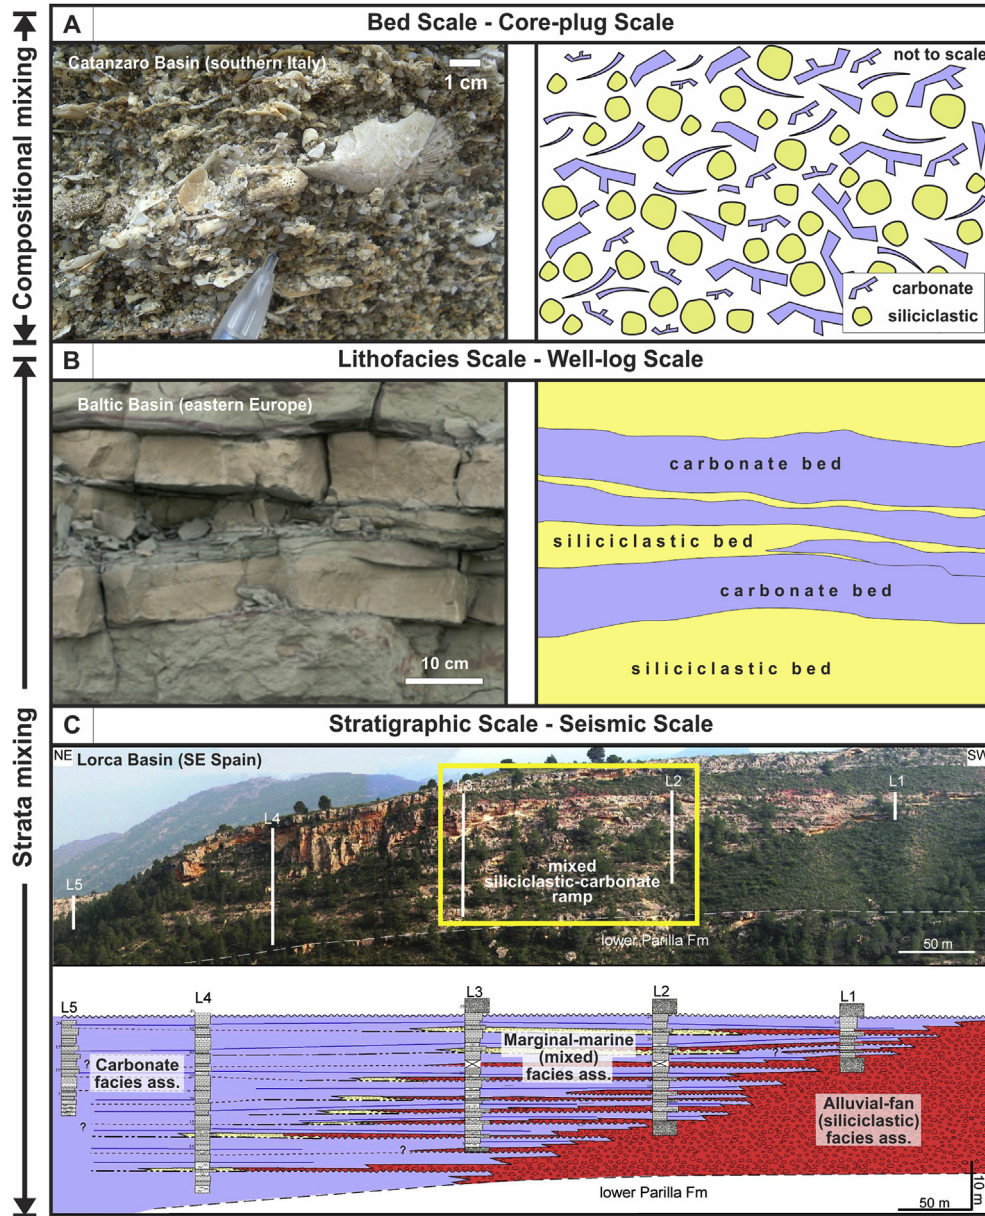 Compositional mixing
Strata mixing
A
Bed Scale - Core-plug Scale
Catanzaro Basin (southern Italy)
1 cm
not to scale
carbonate
siliciclastic
B
Lithofacies Scale - Well-log Scale
Baltic Basin (eastern Europe)
10 cm
carbonate bed
siliciclastic bed
carbonate bed
siliciclastic bed
C
Stratigraphic Scale - Seismic Scale
NE
Lorca Basin (SE Spain)
SW
L5
L4
L3
L2
L1
mixed
siliciclastic-carbonate
ramp
lower Parilla Fm
50 m
L5
L4
L3
L2
L1
Carbonate
facies ass.
Marginal-marine
(mixed)
facies ass.
Alluvial-fan
(siliciclastic)
facies ass.
?
?
?
?
lower Parilla Fm
50 m
10 m